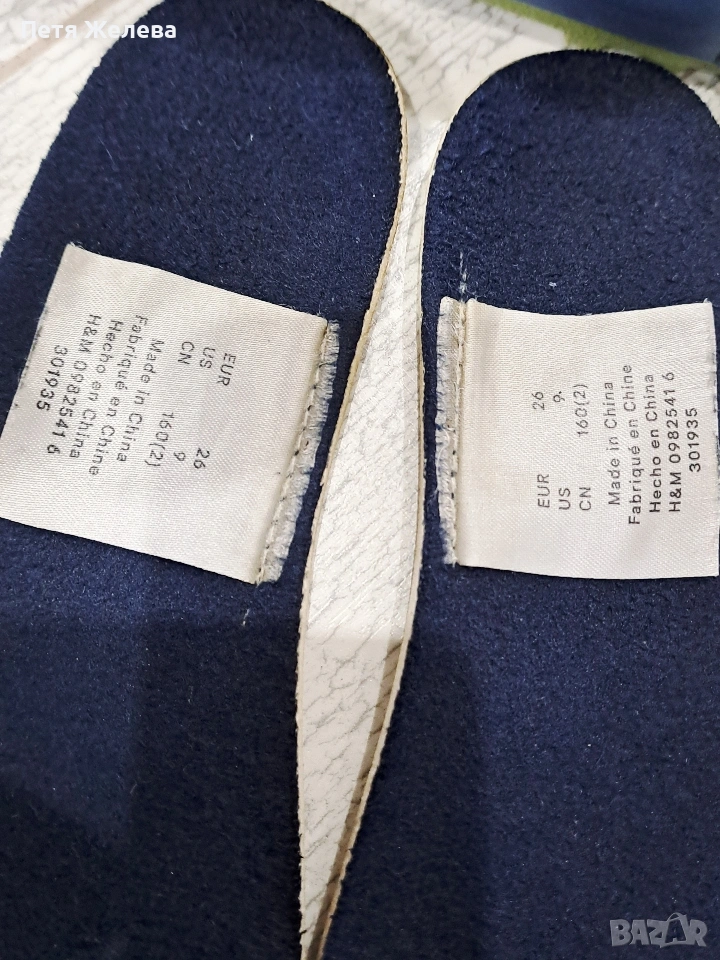 Петя Желева
EUR 26
US 9
CN 160(2)
Made in China
Fabriqué en Chine
Hecho en China
H&M 0982541 6
301935
EUR 26
US 9.
CN 160(2)
Made in China
Fabriqué en Chine
Hecho en China
H&M 0982541 6
301935
BAZAR